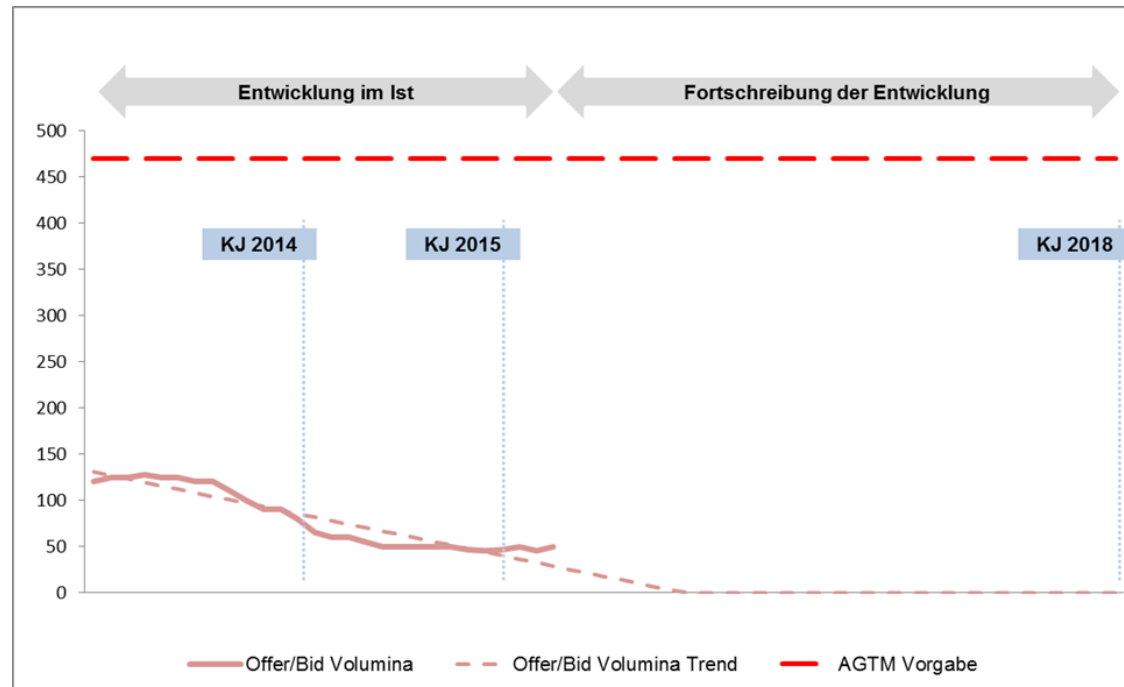 Entwicklung im Ist
Fortschreibung der Entwicklung
500
450
400
350
300
250
200
150
100
50
0
KJ 2014
KJ 2015
KJ 2018
Offer/Bid Volumina
Offer/Bid Volumina Trend
AGTM Vorgabe